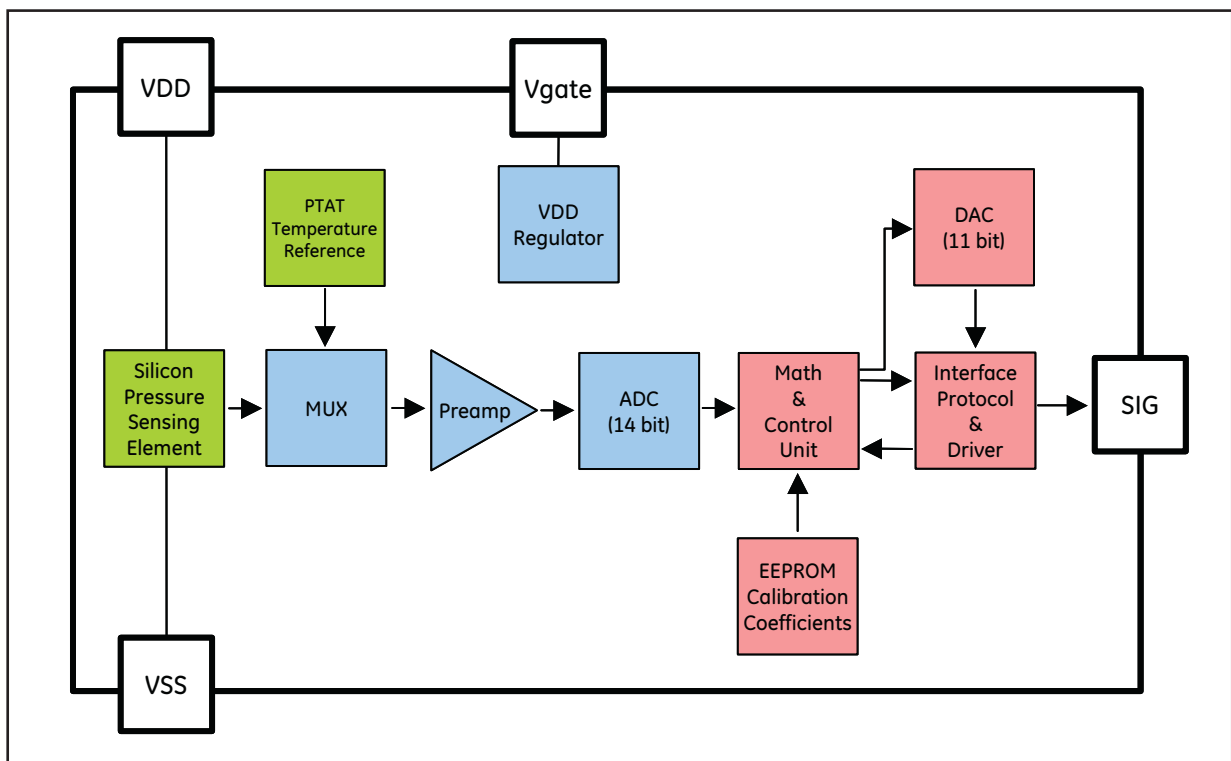 VDD
Vgate
PTAT
Temperature
Reference
VDD
Regulator
DAC
(11 bit)
Silicon
Pressure
Sensing
Element
MUX
Preamp
ADC
(14 bit)
Math
&
Control
Unit
Interface
Protocol
&
Driver
SIG
EEPROM
Calibration
Coefficients
VSS